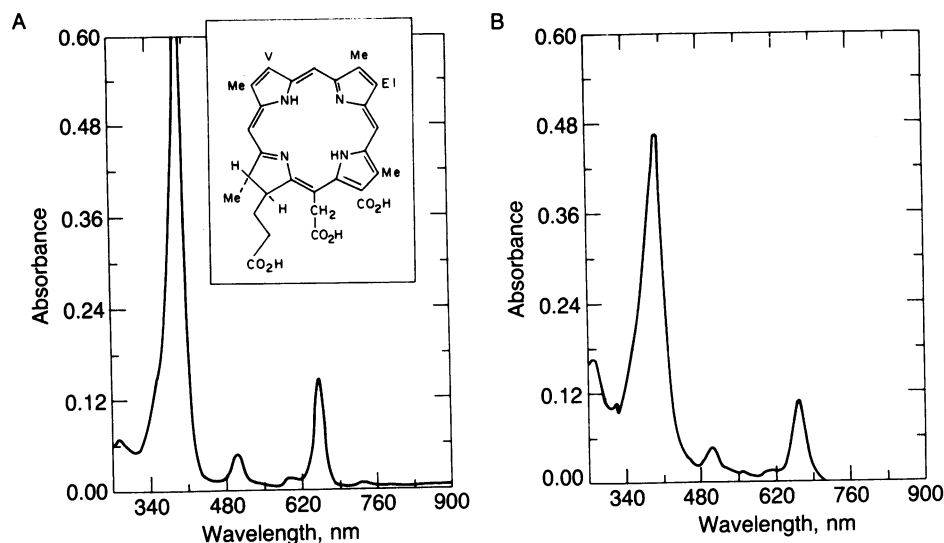 A
0.60
0.48
0.36
0.24
0.12
0.00
Absorbance
340 480 620 760 900
Wavelength, nm
V
Me
Me
El
NH
N
N
HN
H
Me
Me
H
CH2
CO2H
CO2H
CO2H
B
0.60
0.48
0.36
0.24
0.12
0.00
Absorbance
340 480 620 760 900
Wavelength, nm